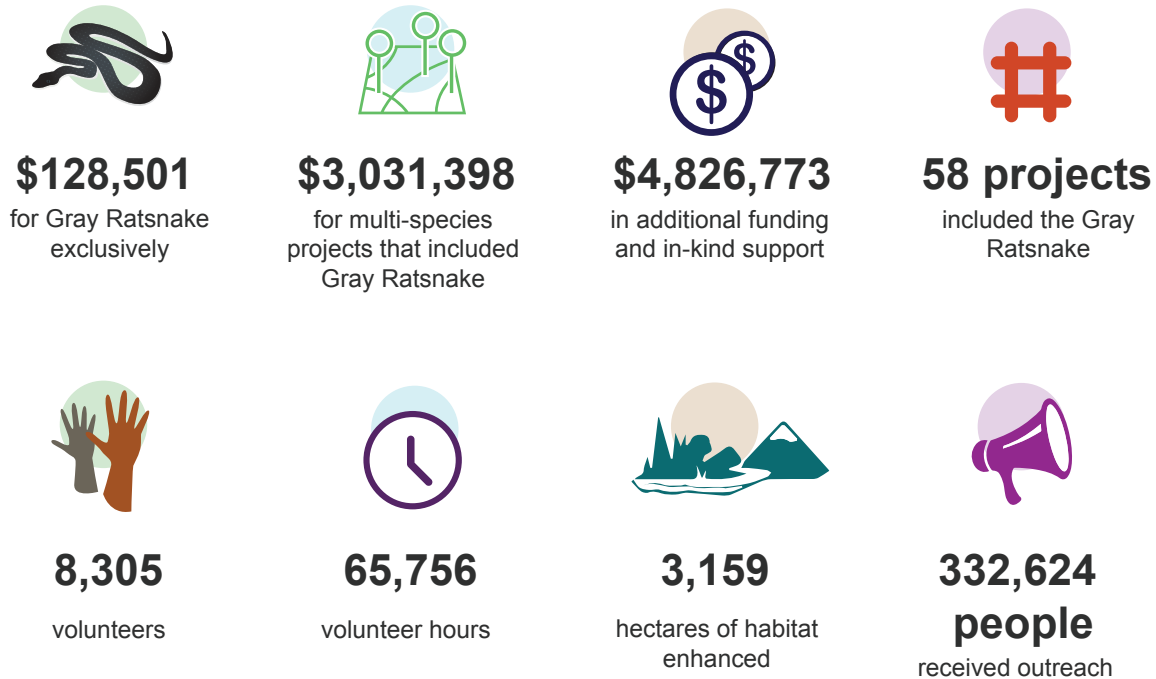 $
$
$128,501
for Gray Ratsnake
exclusively
$3,031,398
for multi-species
projects that included
Gray Ratsnake
$4,826,773
in additional funding
and in-kind support
58 projects
included the Gray
Ratsnake
8,305
volunteers
65,756
volunteer hours
3,159
hectares of habitat
enhanced
332,624
people
received outreach